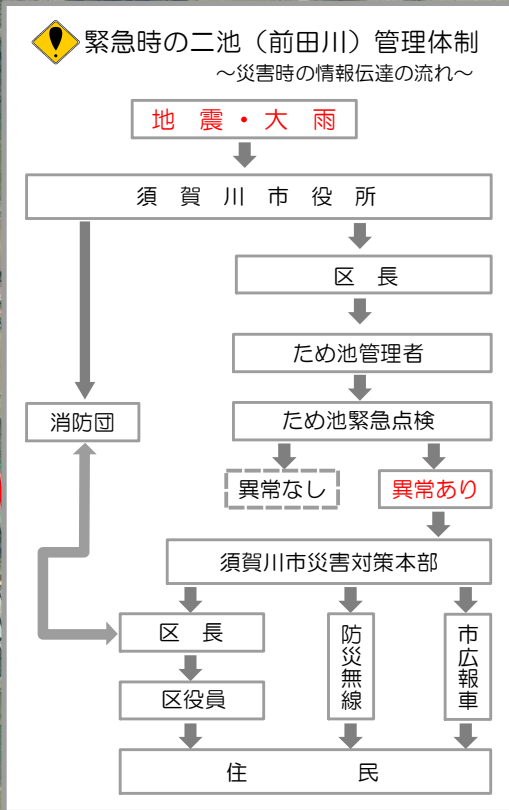 緊急時の二池（前田川）管理体制
～災害時の情報伝達の流れ～
地震・大雨
須賀川市役所
区長
ため池管理者
消防団
ため池緊急点検
異常なし
異常あり
須賀川市災害対策本部
区長
防災無線
市広報車
区役員
住民